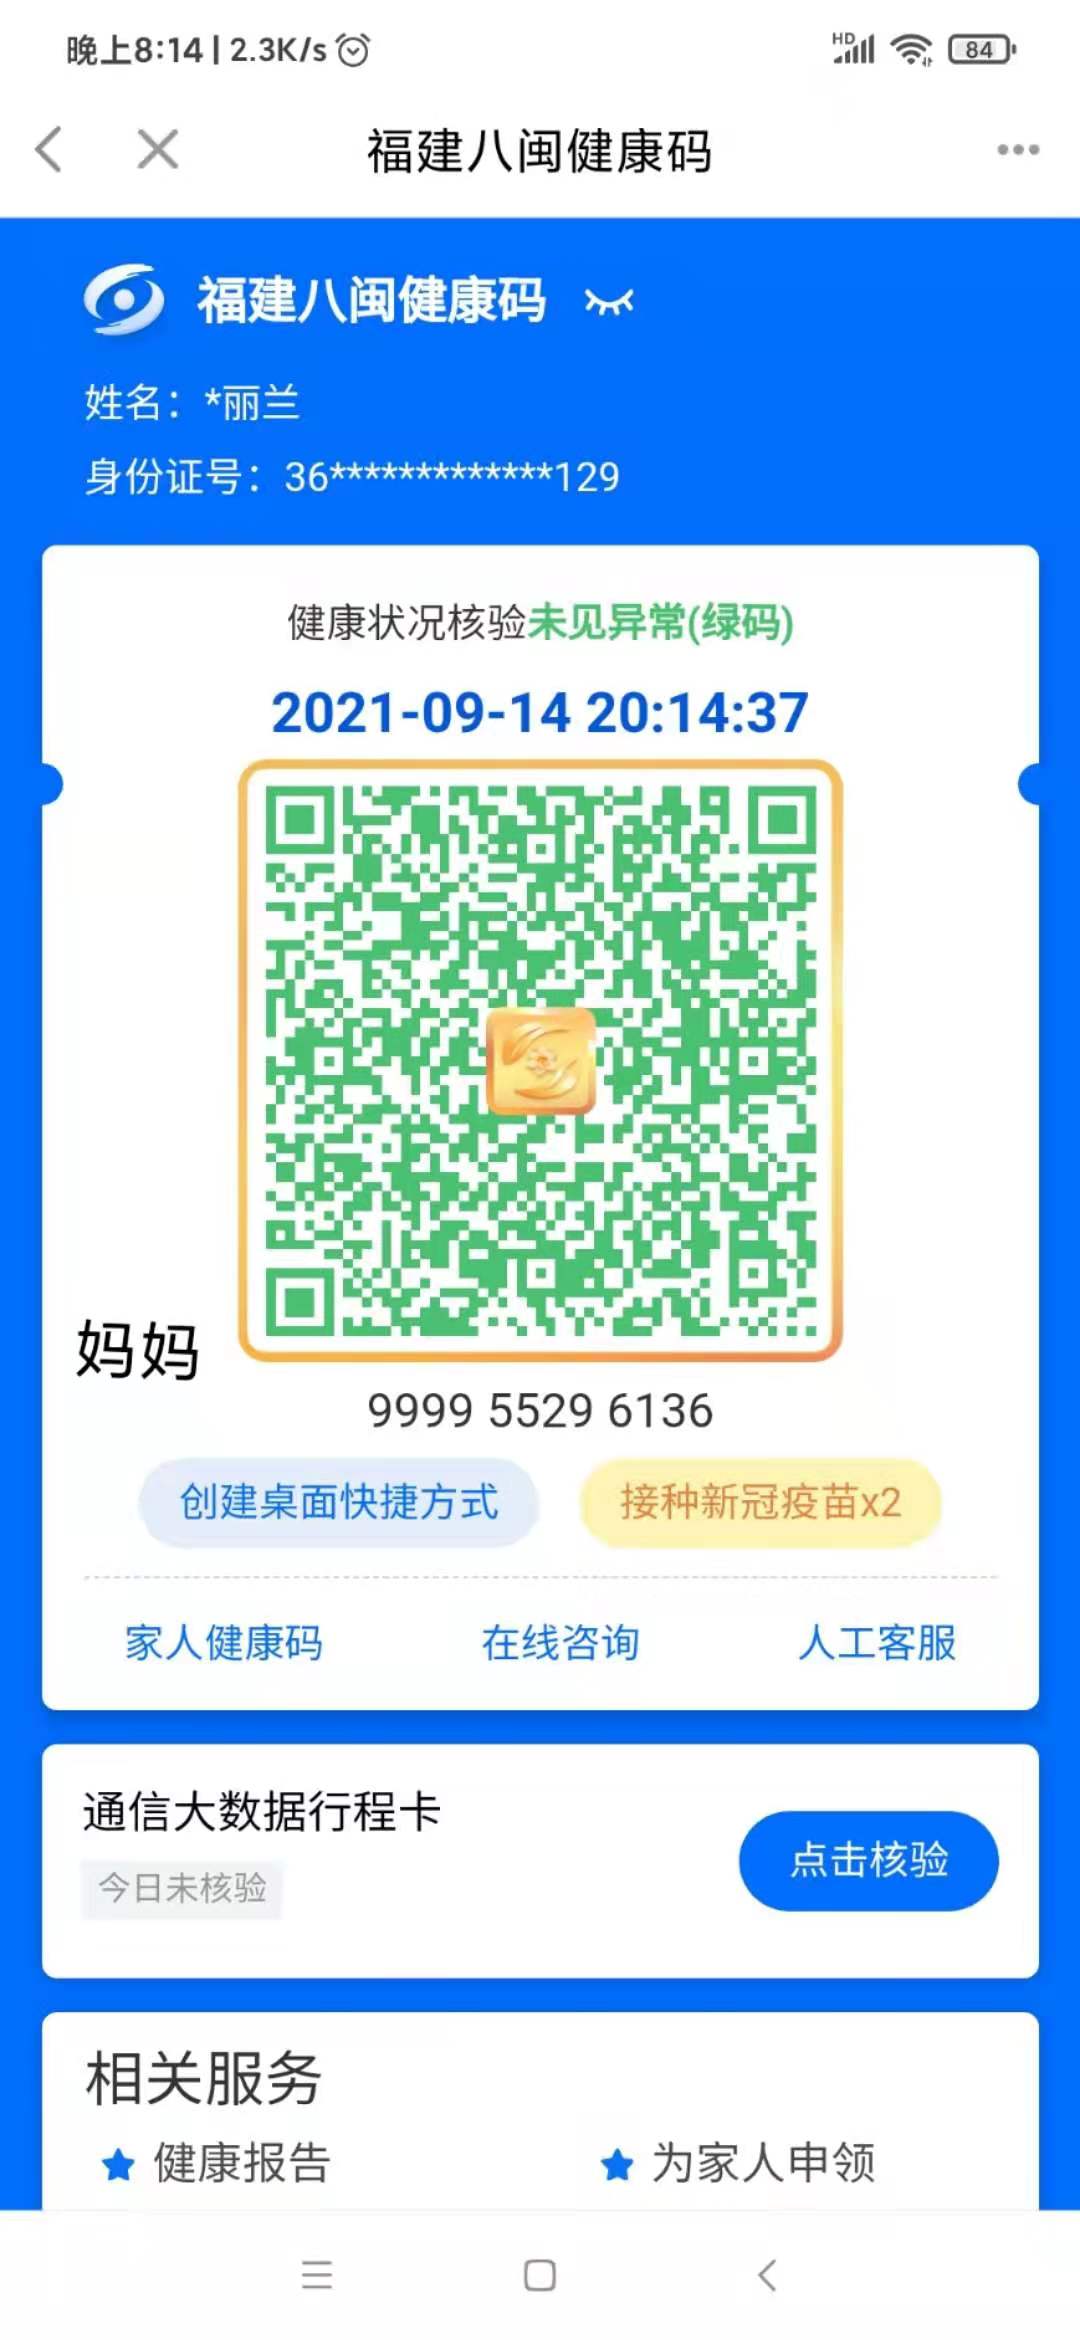 晚上8:14 | 2.3K/s
HD
84
福建八闽健康码
福建八闽健康码
姓名：*丽兰
身份证号：36*************129
健康状况核验未见异常(绿码)
2021-09-14 20:14:37
妈妈
9999 5529 6136
创建桌面快捷方式
接种新冠疫苗x2
家人健康码
在线咨询
人工客服
通信大数据行程卡
今日未核验
点击核验
相关服务
健康报告
为家人申领